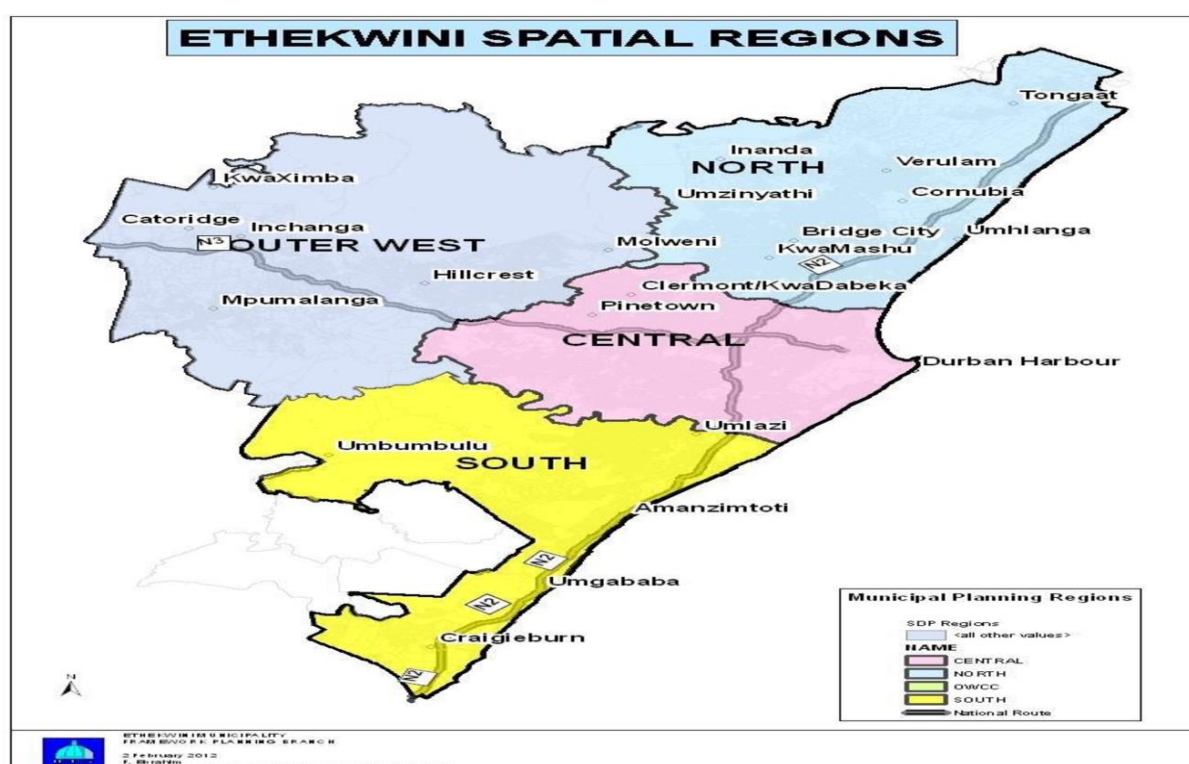 ETHEKWINI SPATIAL REGIONS
Tongaat
Inanda
NORTH
Verulam
KwaXimba
Umzinyathi
Cornubia
Catoridge
Inchanga
N3
OUTER WEST
Molweni
Bridge City
Umhlanga
KwaMashu
N2
Hillcrest
Clermont/KwaDabeka
Mpumalanga
Pinetown
CENTRAL
Durban Harbour
Umlazi
Umbumbulu
SOUTH
Amanzimtoti
N2
Umgababa
N2
Craigieburn
N2
N
Municipal Planning Regions
SDP Regions
<all other values>
NAME
CENTRAL
NORTH
OWCC
SOUTH
National Route
ETHEKWINI MUNICIPALITY
FRAMEWORK PLANNING BRANCH
2 February 2012
F. Ebrahim